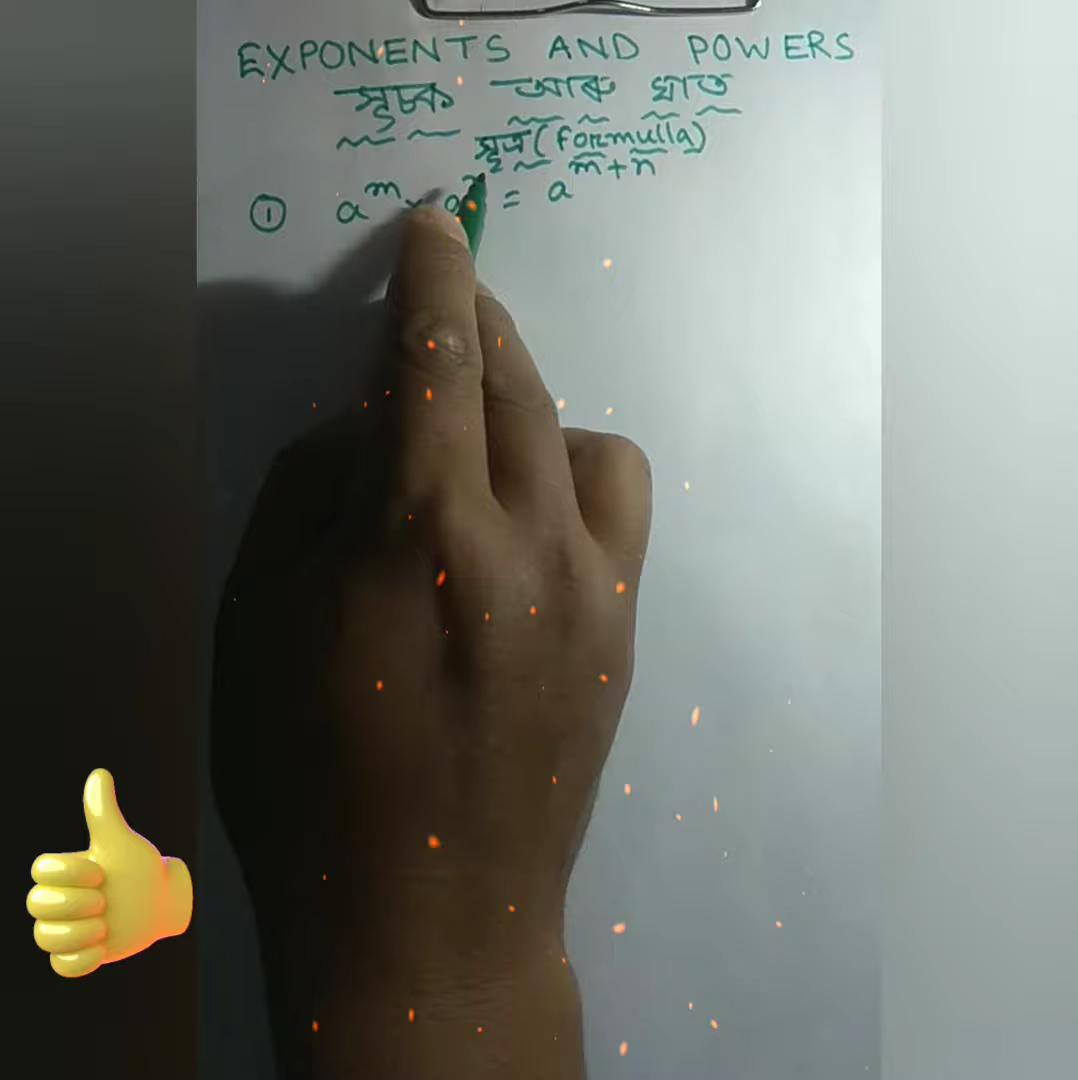 EXPONENTS AND POWERS
সূচক আৰু ঘাত
সূত্ৰ (Formulla)
① a^m × a^n = a^{m+n}